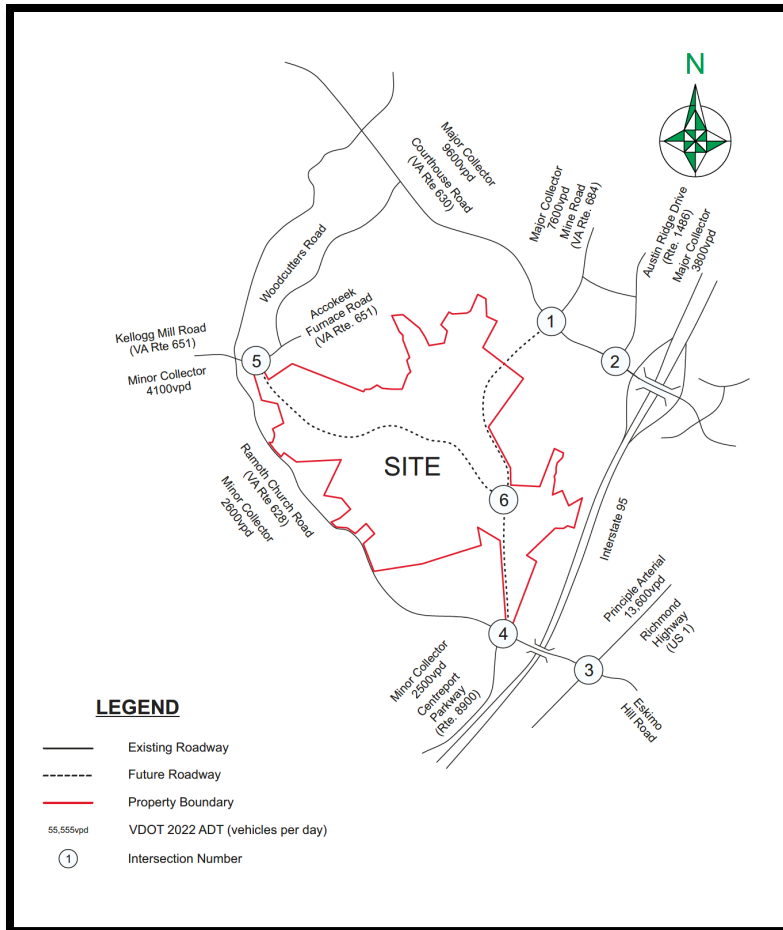 N
Major Collector
9600vpd
Courthouse Road
(VA Rte 630)
Major Collector
7600vpd
Mine Road
(VA Rte. 684)
Austin Ridge Drive
(Rte. 1486)
Major Collector
3800vpd
Woodcutters Road
Accokeek
Furnace Road
(VA Rte. 651)
Kellogg Mill Road
(VA Rte 651)
Minor Collector
4100vpd
1
2
5
SITE
6
Ramoth Church Road
(VA Rte 628)
Minor Collector
2600vpd
Interstate 95
Principle Arterial
13,600vpd
Richmond
Highway
(US 1)
4
3
Minor Collector
2500vpd
Centreport
Parkway
(Rte. 8900)
Eskimo
Hill Road
LEGEND
Existing Roadway
Future Roadway
Property Boundary
55,555vpd VDOT 2022 ADT (vehicles per day)
1 Intersection Number